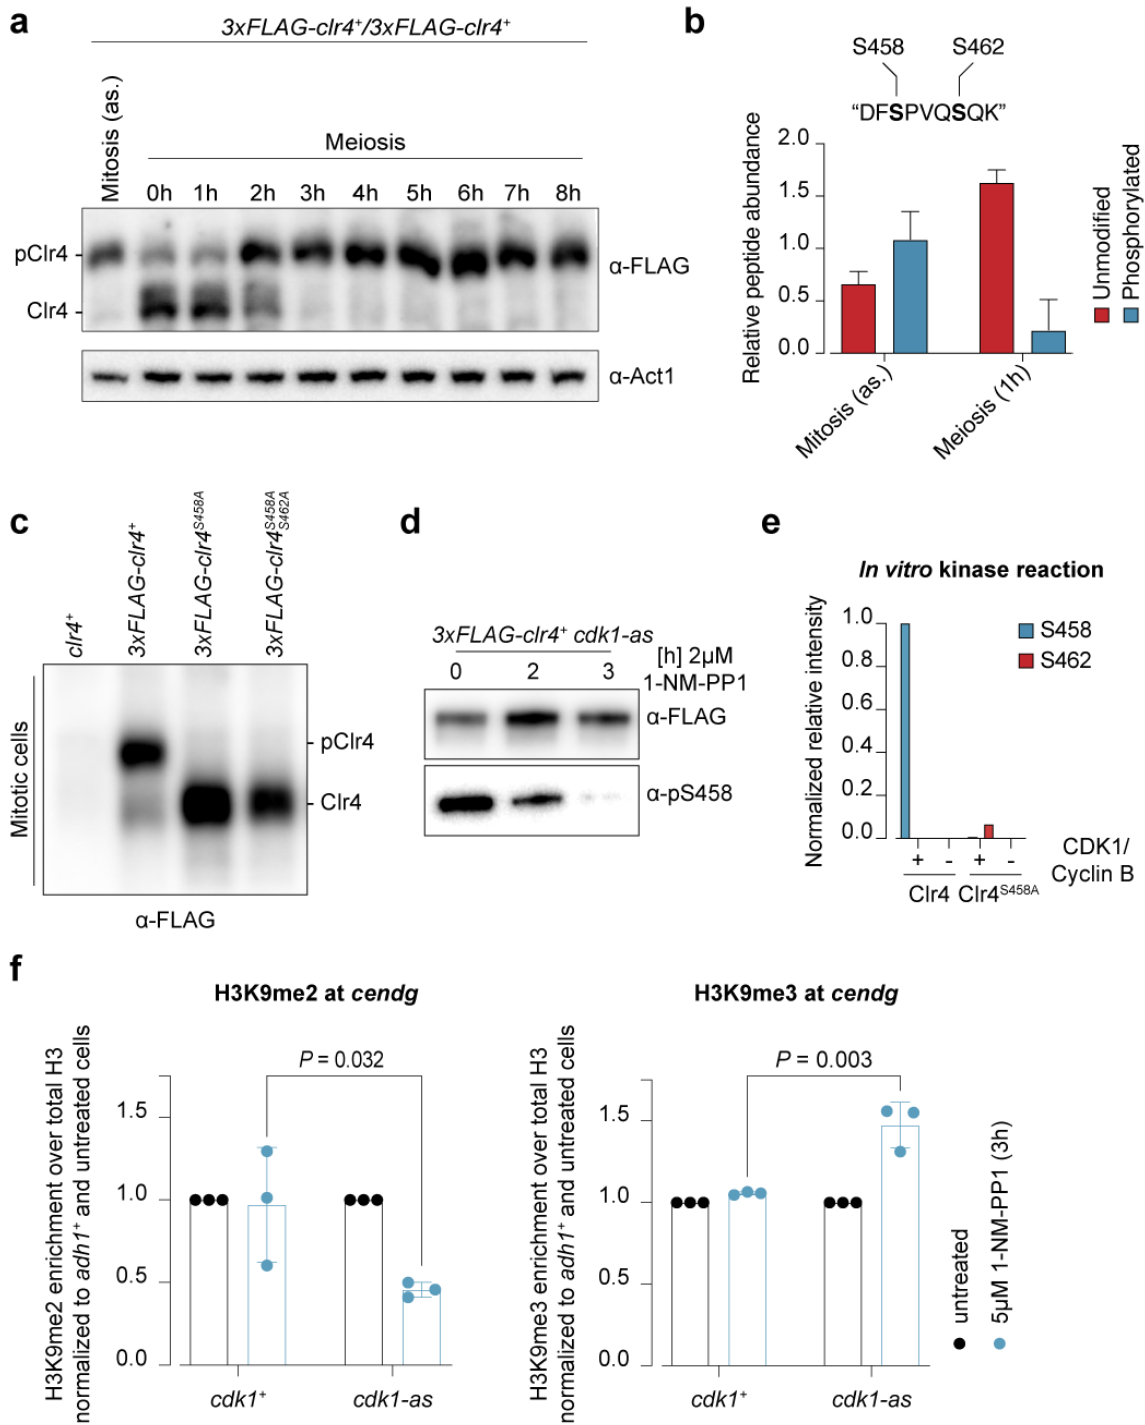 a
3xFLAG-clr4⁺/3xFLAG-clr4⁺
Mitosis (as.)
Meiosis
0h 1h 2h 3h 4h 5h 6h 7h 8h
pClr4
Clr4
α-FLAG
α-Act1
b
S458 S462
“DFSPVQSQK”
Relative peptide abundance
2.0
1.5
1.0
0.5
0.0
Mitosis (as.)
Meiosis (1h)
Unmodified
Phosphorylated
c
clr4⁺
3xFLAG-clr4⁺
3xFLAG-clr4S458A
3xFLAG-clr4S458A S462A
Mitotic cells
pClr4
Clr4
α-FLAG
d
3xFLAG-clr4⁺ cdk1-as
0 2 3
[h] 2µM
1-NM-PP1
α-FLAG
α-pS458
e
In vitro kinase reaction
Normalized relative intensity
1.0
0.8
0.6
0.4
0.2
0.0
S458
S462
+ - + -
CDK1/
Cyclin B
Clr4 Clr4S458A
f
H3K9me2 at cendg
H3K9me2 enrichment over total H3
normalized to adh1⁺ and untreated cells
P = 0.032
1.5
1.0
0.5
0.0
cdk1⁺ cdk1-as
H3K9me3 at cendg
H3K9me3 enrichment over total H3
normalized to adh1⁺ and untreated cells
P = 0.003
1.5
1.0
0.5
0.0
cdk1⁺ cdk1-as
untreated
5µM 1-NM-PP1 (3h)